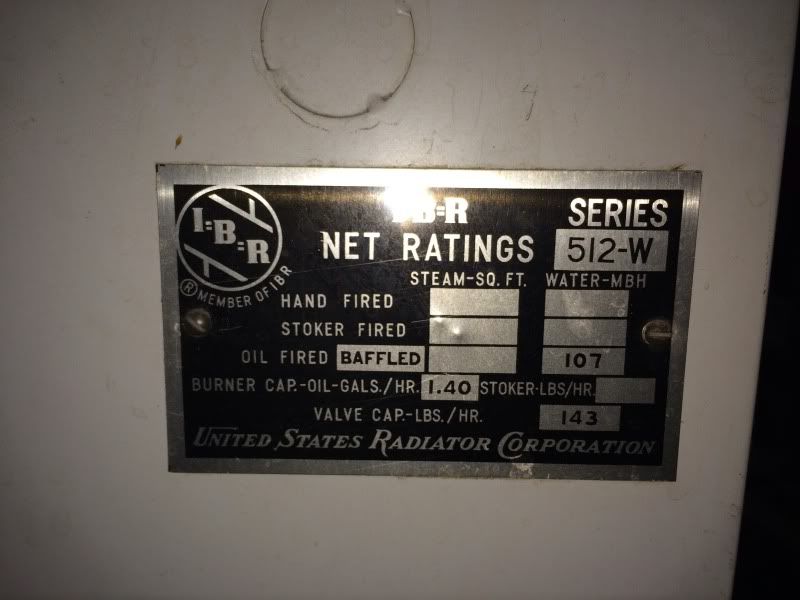 I=B=R
® MEMBER OF IBR
I=B=R SERIES
NET RATINGS 512-W
STEAM-SQ. FT. WATER-MBH
HAND FIRED
STOKER FIRED
OIL FIRED BAFFLED 107
BURNER CAP.-OIL-GALS./HR. 1.40 STOKER-LBS/HR.
VALVE CAP.-LBS./HR. 143
UNITED STATES RADIATOR CORPORATION